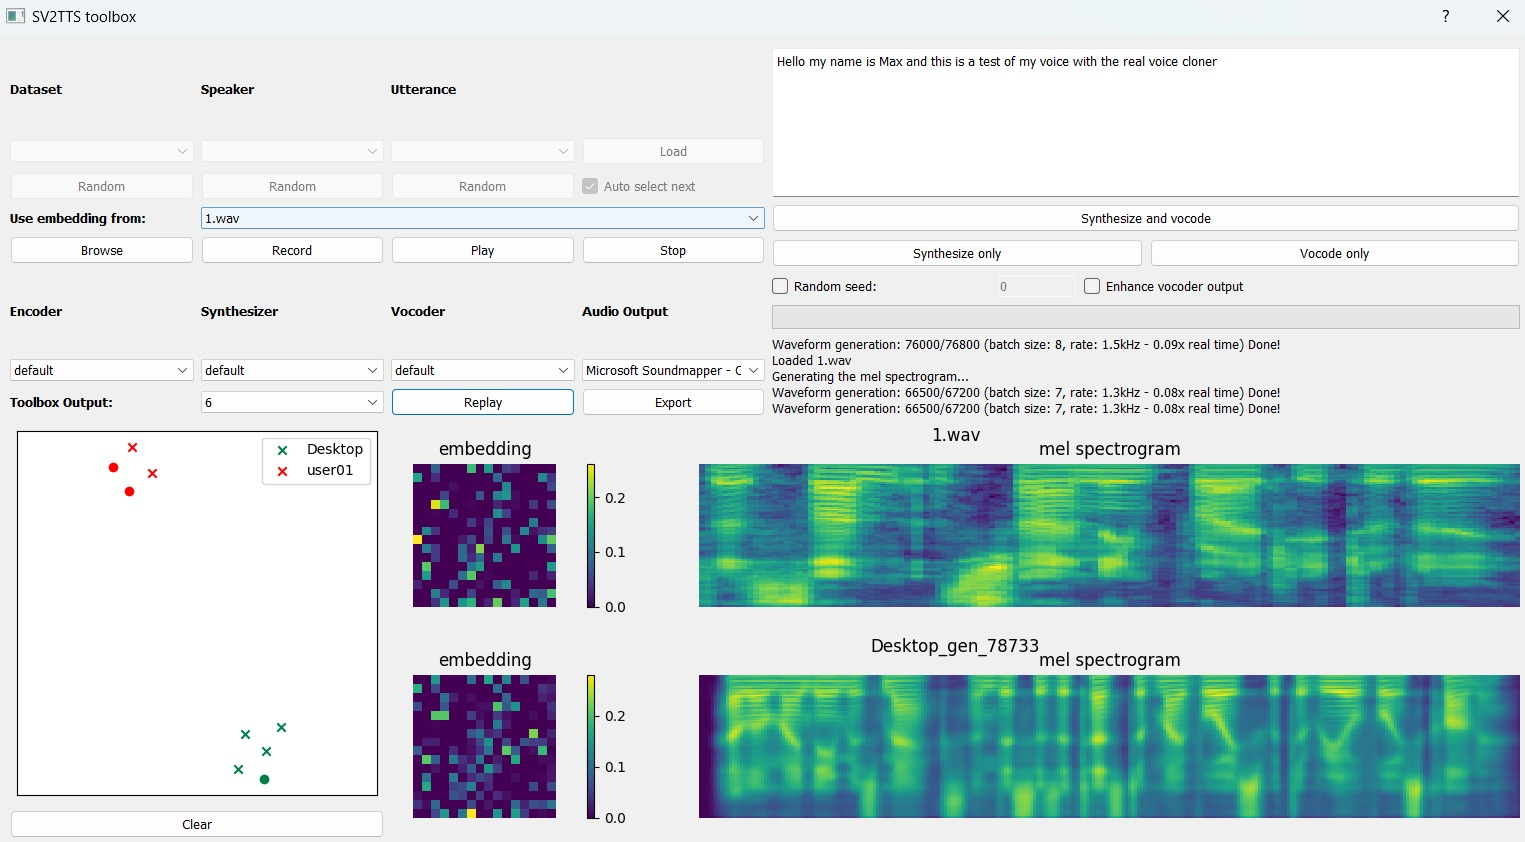 SV2TTS toolbox
?
Dataset
Speaker
Utterance
Load
Random
Random
Random
Auto select next
Use embedding from:
1.wav
Browse
Record
Play
Stop
Encoder
Synthesizer
Vocoder
Audio Output
default
default
default
Microsoft Soundmapper - C
Toolbox Output:
6
Replay
Export
Hello my name is Max and this is a test of my voice with the real voice cloner
Synthesize and vocode
Synthesize only
Vocode only
Random seed:
0
Enhance vocoder output
Waveform generation: 76000/76800 (batch size: 8, rate: 1.5kHz - 0.09x real time) Done!
Loaded 1.wav
Generating the mel spectrogram...
Waveform generation: 66500/67200 (batch size: 7, rate: 1.3kHz - 0.08x real time) Done!
Waveform generation: 66500/67200 (batch size: 7, rate: 1.3kHz - 0.08x real time) Done!
Desktop
user01
Clear
1.wav
embedding
mel spectrogram
0.2
0.1
0.0
Desktop_gen_78733
embedding
mel spectrogram
0.2
0.1
0.0